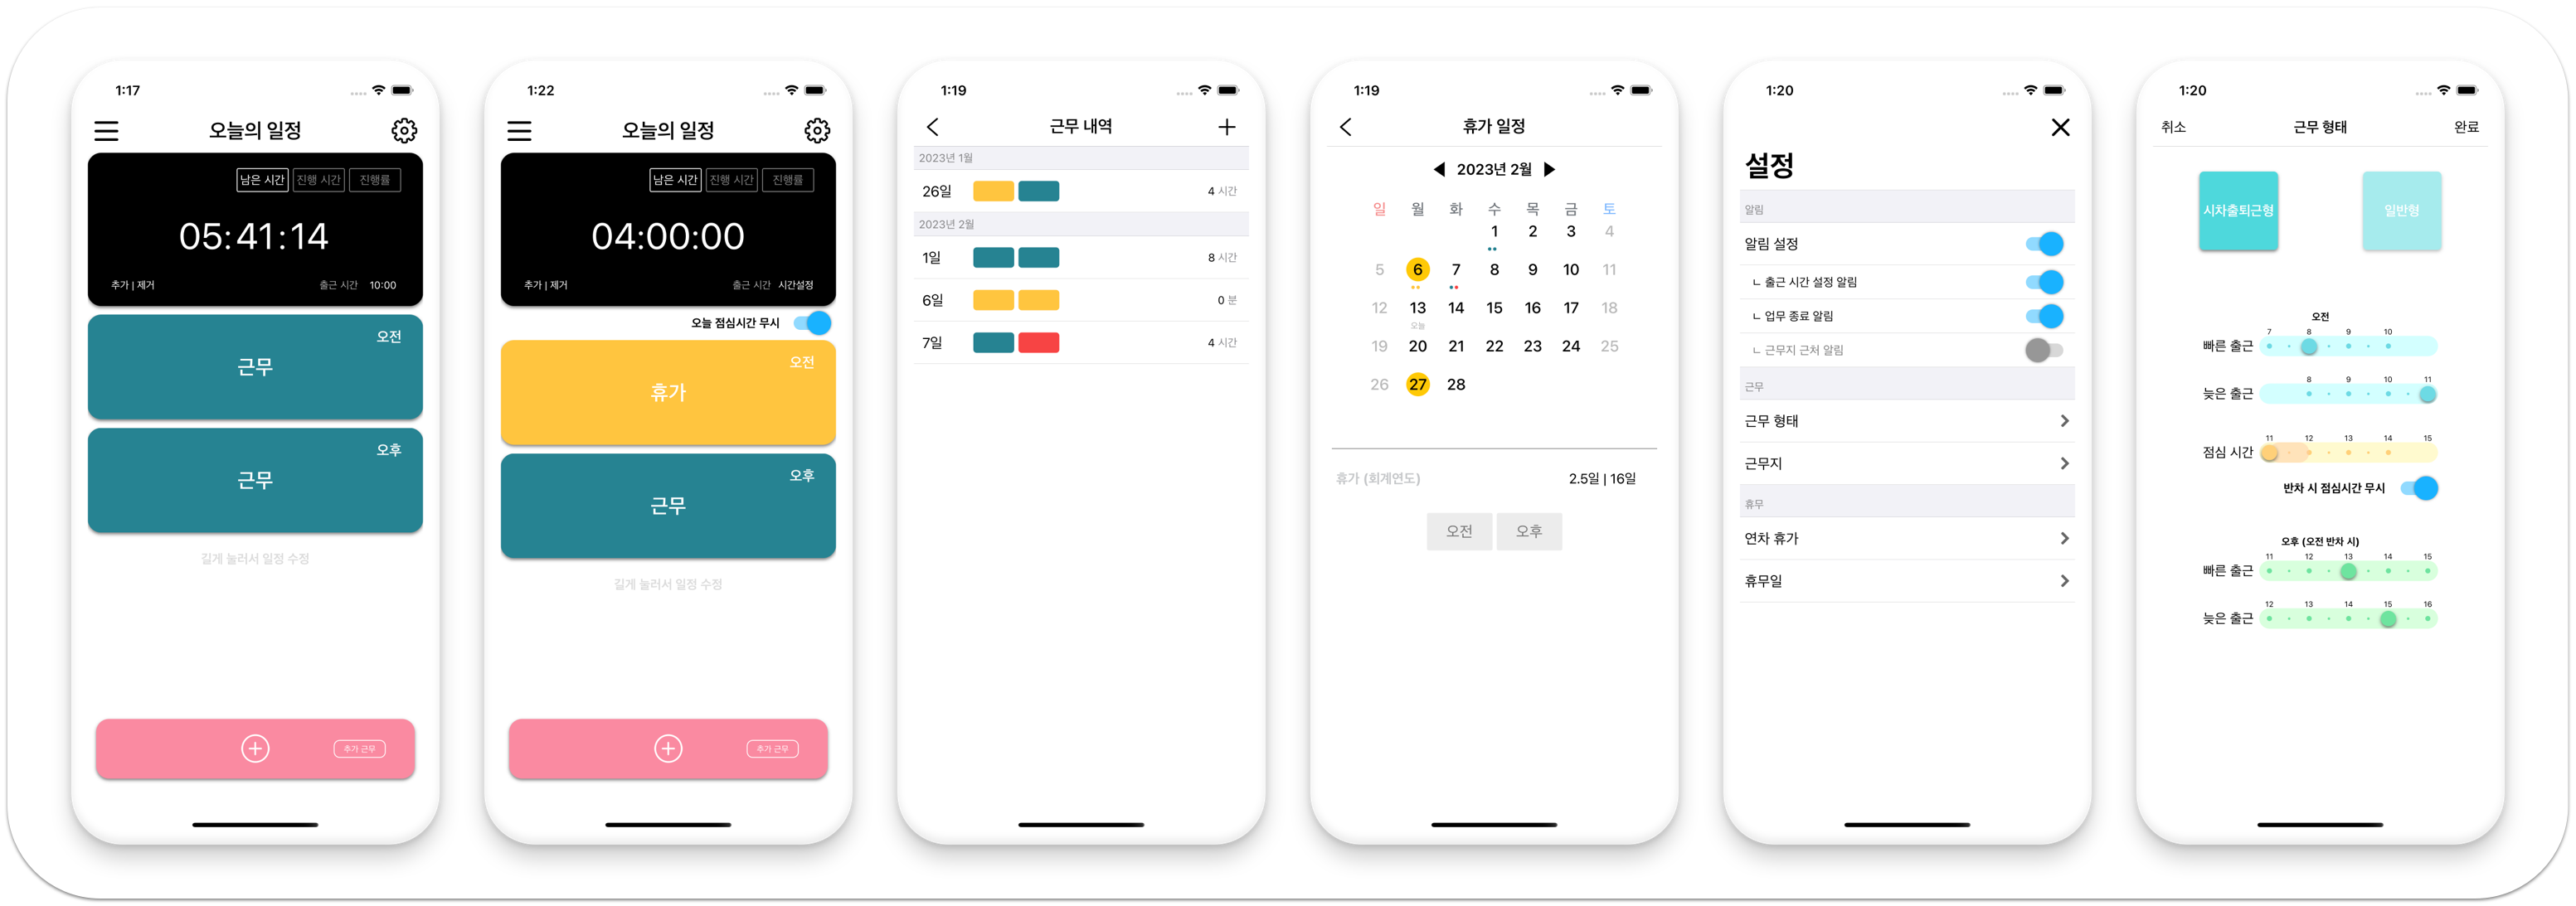 1:17
오늘의 일정
남은 시간 진행 시간 진행률
05:41:14
추가 | 제거 출근 시간 10:00
오전
근무
오후
근무
길게 눌러서 일정 수정
추가 근무
1:22
오늘의 일정
남은 시간 진행 시간 진행률
04:00:00
추가 | 제거 출근 시간 시간설정
오늘 점심시간 무시
오전
휴가
오후
근무
길게 눌러서 일정 수정
추가 근무
1:19
근무 내역
2023년 1월
26일 4 시간
2023년 2월
1일 8 시간
6일 0 분
7일 4 시간
1:19
휴가 일정
2023년 2월
일 월 화 수 목 금 토
1 2 3 4
5 6 7 8 9 10 11
12 13 14 15 16 17 18
오늘
19 20 21 22 23 24 25
26 27 28
휴가 (회계연도) 2.5일 | 16일
오전 오후
1:20
설정
알림
알림 설정
ㄴ 출근 시간 설정 알림
ㄴ 업무 종료 알림
ㄴ 근무지 근처 알림
근무
근무 형태
근무지
휴무
연차 휴가
휴무일
1:20
취소 근무 형태 완료
시차출퇴근형 일반형
오전
7 8 9 10
빠른 출근
8 9 10 11
늦은 출근
11 12 13 14 15
점심 시간
반차 시 점심시간 무시
오후 (오전 반차 시)
11 12 13 14 15
빠른 출근
12 13 14 15 16
늦은 출근